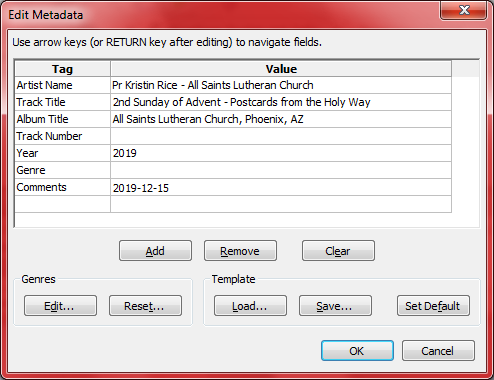 Edit Metadata
Use arrow keys (or RETURN key after editing) to navigate fields.
Tag Value
Artist Name Pr Kristin Rice - All Saints Lutheran Church
Track Title 2nd Sunday of Advent - Postcards from the Holy Way
Album Title All Saints Lutheran Church, Phoenix, AZ
Track Number
Year 2019
Genre
Comments 2019-12-15
Add Remove Clear
Genres Template
Edit... Reset... Load... Save... Set Default
OK Cancel